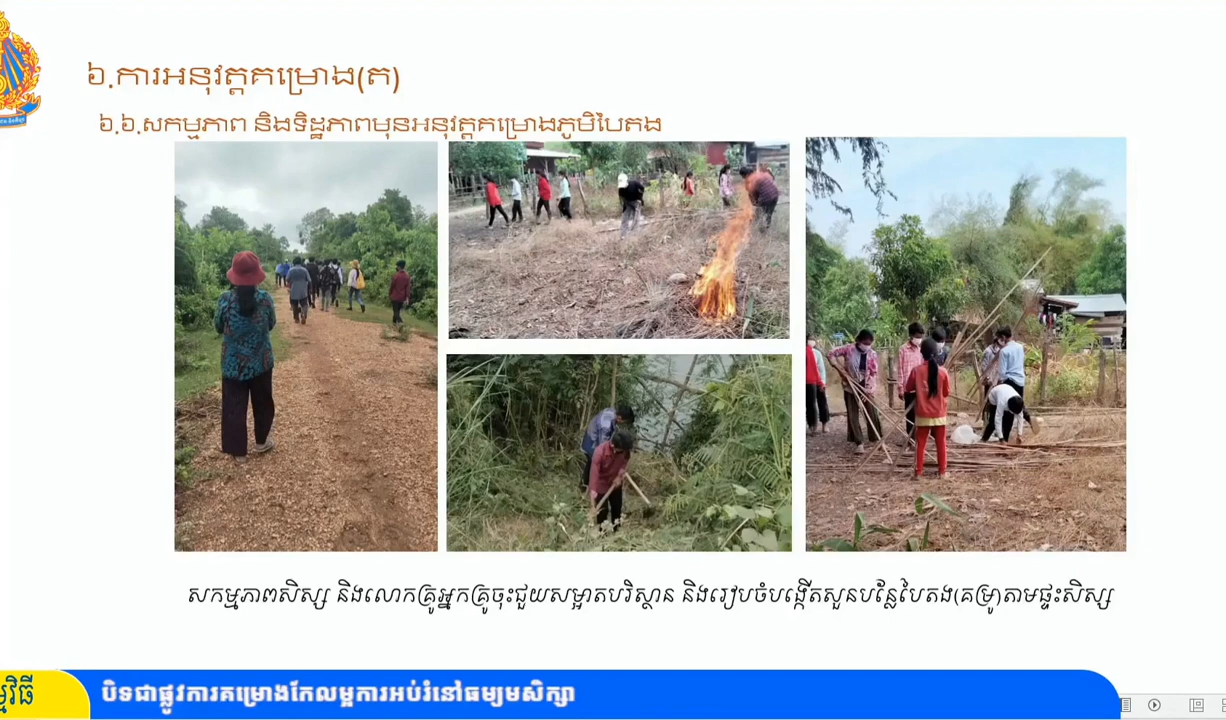 ៦.ការអនុវត្តគម្រោង(ត)
៦.៦.សកម្មភាព និងទិដ្ឋភាពមុនអនុវត្តគម្រោងភូមិបៃតង
សកម្មភាពសិស្ស និងលោកគ្រូអ្នកគ្រូចុះជួយសម្អាតបរិស្ថាន និងរៀបចំបង្កើតសួនបន្លែបៃតង(គម្រូ)តាមផ្ទះសិស្ស
បិទជាផ្លូវការគម្រោងកែលម្អការអប់រំនៅមធ្យមសិក្សា